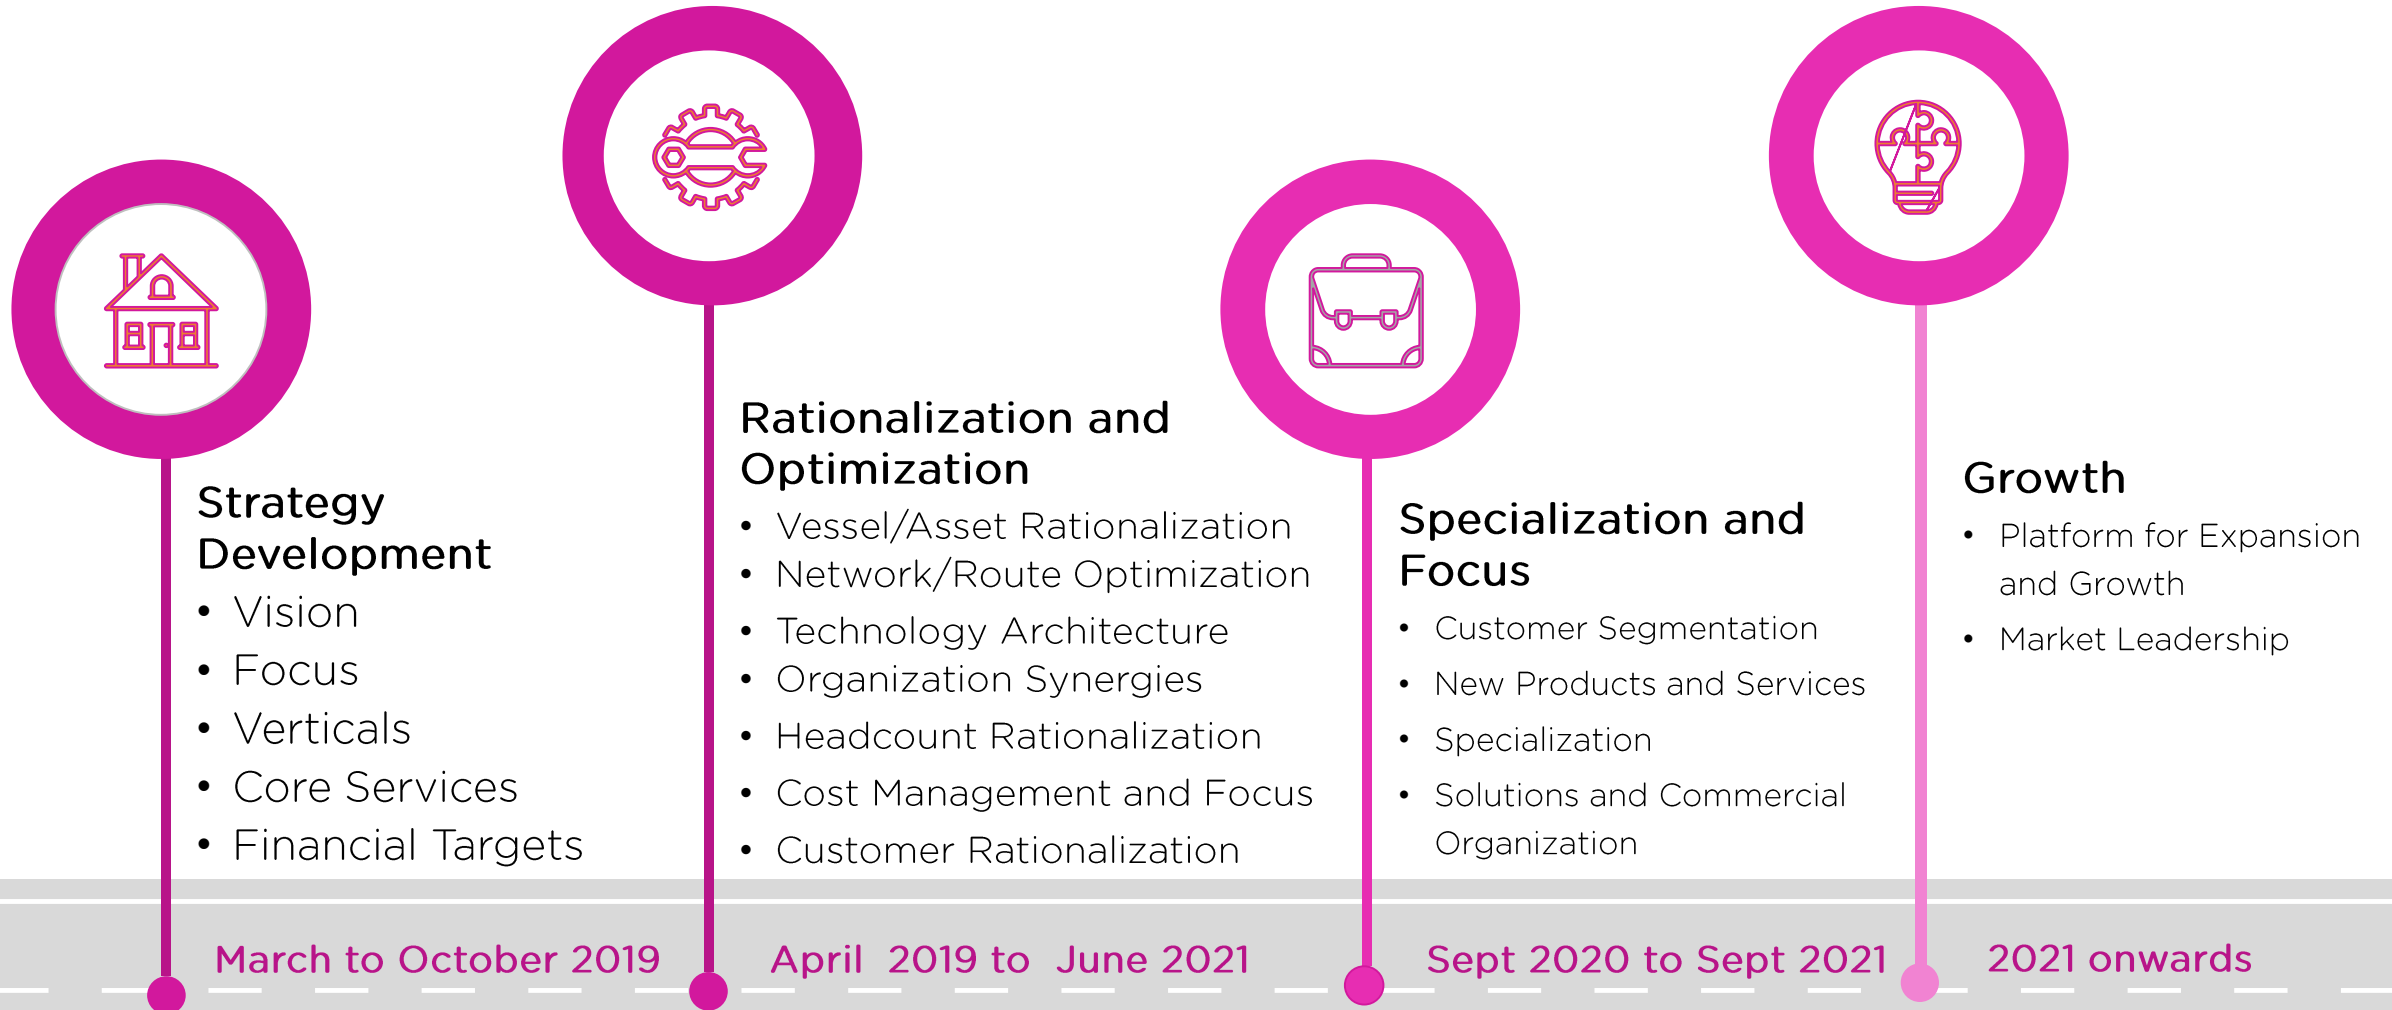 Strategy
Development
• Vision
• Focus
• Verticals
• Core Services
• Financial Targets
March to October 2019
Rationalization and
Optimization
• Vessel/Asset Rationalization
• Network/Route Optimization
• Technology Architecture
• Organization Synergies
• Headcount Rationalization
• Cost Management and Focus
• Customer Rationalization
April 2019 to June 2021
Specialization and
Focus
• Customer Segmentation
• New Products and Services
• Specialization
• Solutions and Commercial
Organization
Sept 2020 to Sept 2021
Growth
• Platform for Expansion
and Growth
• Market Leadership
2021 onwards